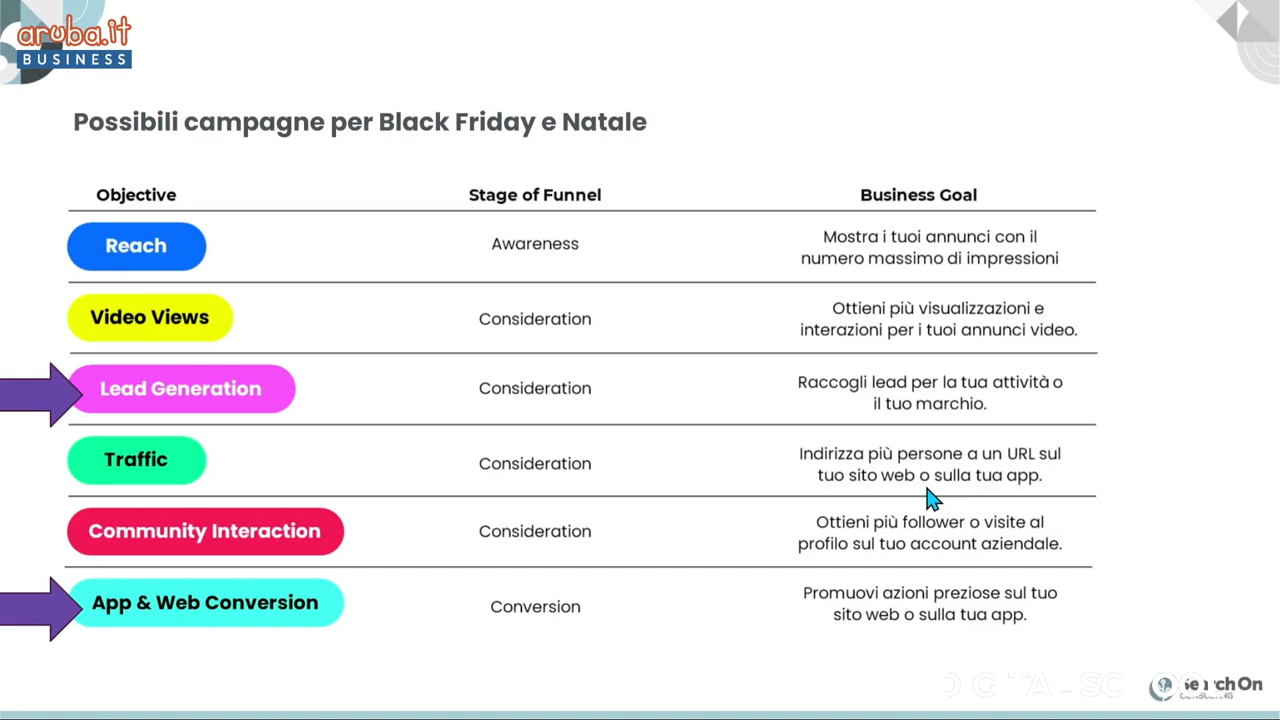 aruba.it
BUSINESS
Possibili campagne per Black Friday e Natale
Objective Stage of Funnel Business Goal
Reach Awareness Mostra i tuoi annunci con il
numero massimo di impressioni
Video Views Consideration Ottieni più visualizzazioni e
interazioni per i tuoi annunci video.
Lead Generation Consideration Raccogli lead per la tua attività o
il tuo marchio.
Traffic Consideration Indirizza più persone a un URL sul
tuo sito web o sulla tua app.
Community Interaction Consideration Ottieni più follower o visite al
profilo sul tuo account aziendale.
App & Web Conversion Conversion Promuovi azioni preziose sul tuo
sito web o sulla tua app.
SearchOn
CONSULTING